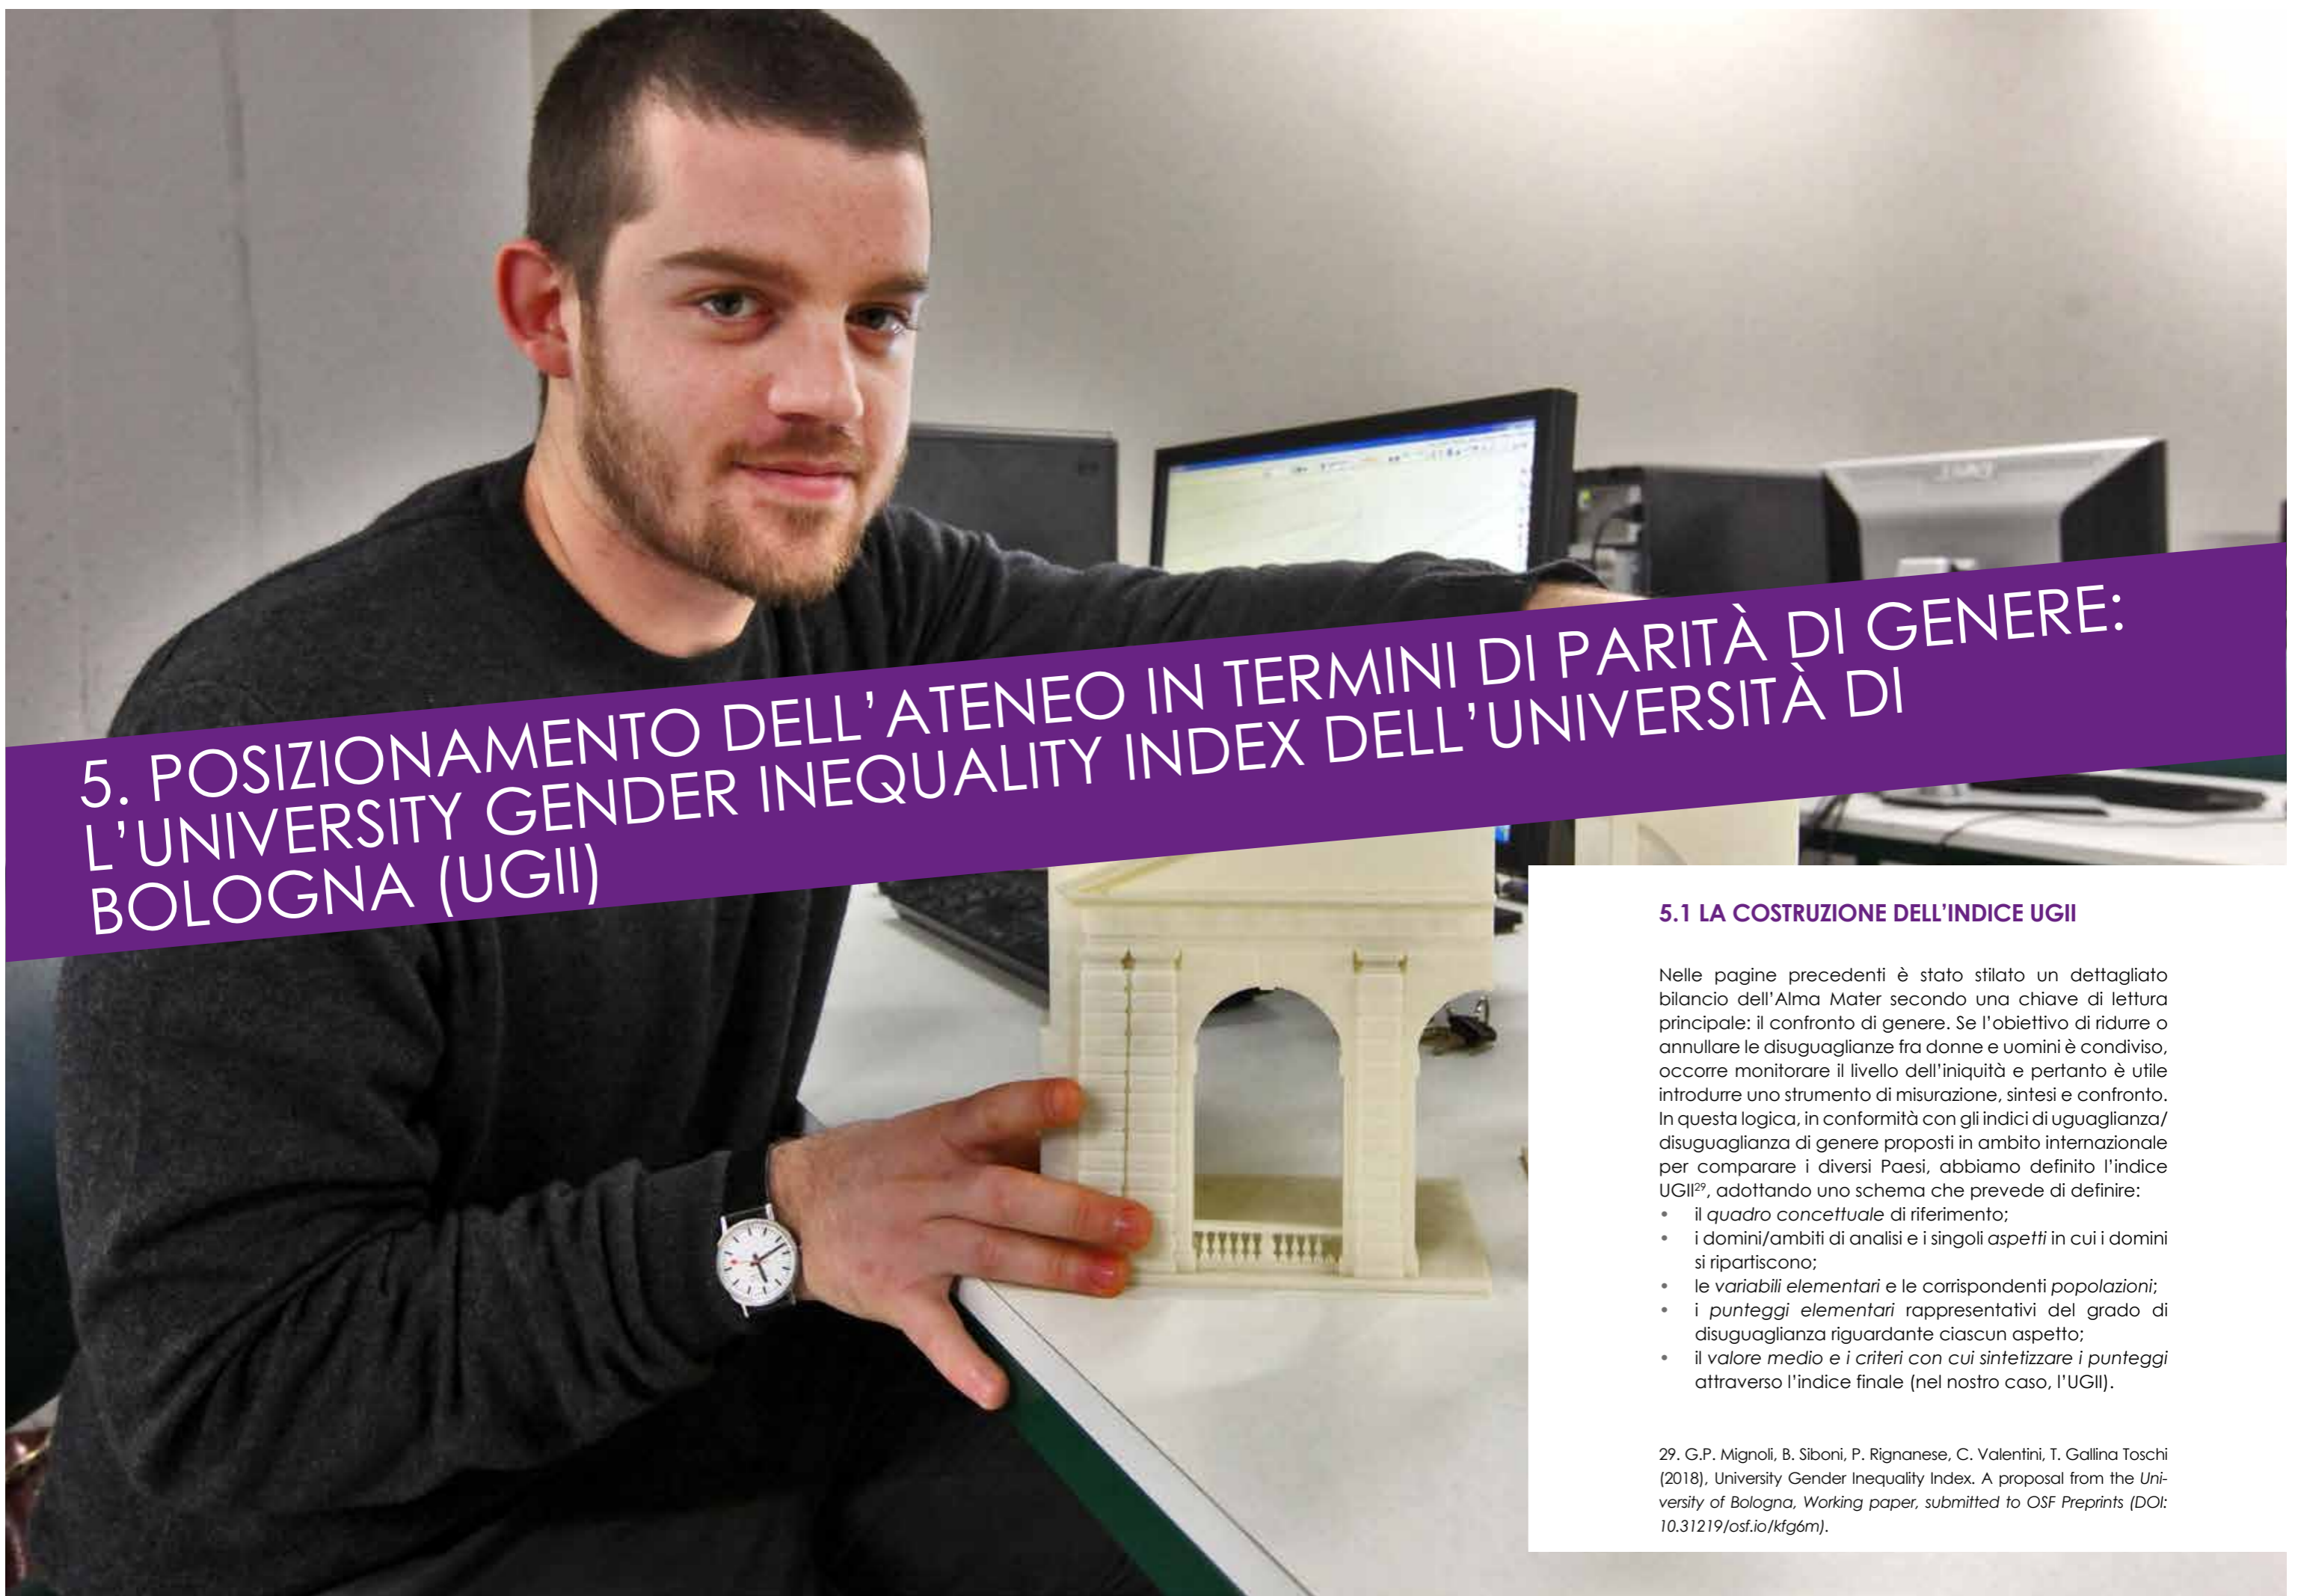 5. POSIZIONAMENTO DELL'ATENEO IN TERMINI DI PARITÀ DI GENERE:
L'UNIVERSITY GENDER INEQUALITY INDEX DELL'UNIVERSITÀ DI
BOLOGNA (UGII)
5.1 LA COSTRUZIONE DELL'INDICE UGII
Nelle pagine precedenti è stato stilato un dettagliato
bilancio dell'Alma Mater secondo una chiave di lettura
principale: il confronto di genere. Se l'obiettivo di ridurre o
annullare le disuguaglianze fra donne e uomini è condiviso,
occorre monitorare il livello dell'iniquità e pertanto è utile
introdurre uno strumento di misurazione, sintesi e confronto.
In questa logica, in conformità con gli indici di uguaglianza/
disuguaglianza di genere proposti in ambito internazionale
per comparare i diversi Paesi, abbiamo definito l'indice
UGII²⁹, adottando uno schema che prevede di definire:
• il quadro concettuale di riferimento;
• i domini/ambiti di analisi e i singoli aspetti in cui i domini
si ripartiscono;
• le variabili elementari e le corrispondenti popolazioni;
• i punteggi elementari rappresentativi del grado di
disuguaglianza riguardante ciascun aspetto;
• il valore medio e i criteri con cui sintetizzare i punteggi
attraverso l'indice finale (nel nostro caso, l'UGII).
29. G.P. Mignoli, B. Siboni, P. Rignanese, C. Valentini, T. Gallina Toschi
(2018), University Gender Inequality Index. A proposal from the Uni-
versity of Bologna, Working paper, submitted to OSF Preprints (DOI:
10.31219/osf.io/kfg6m).